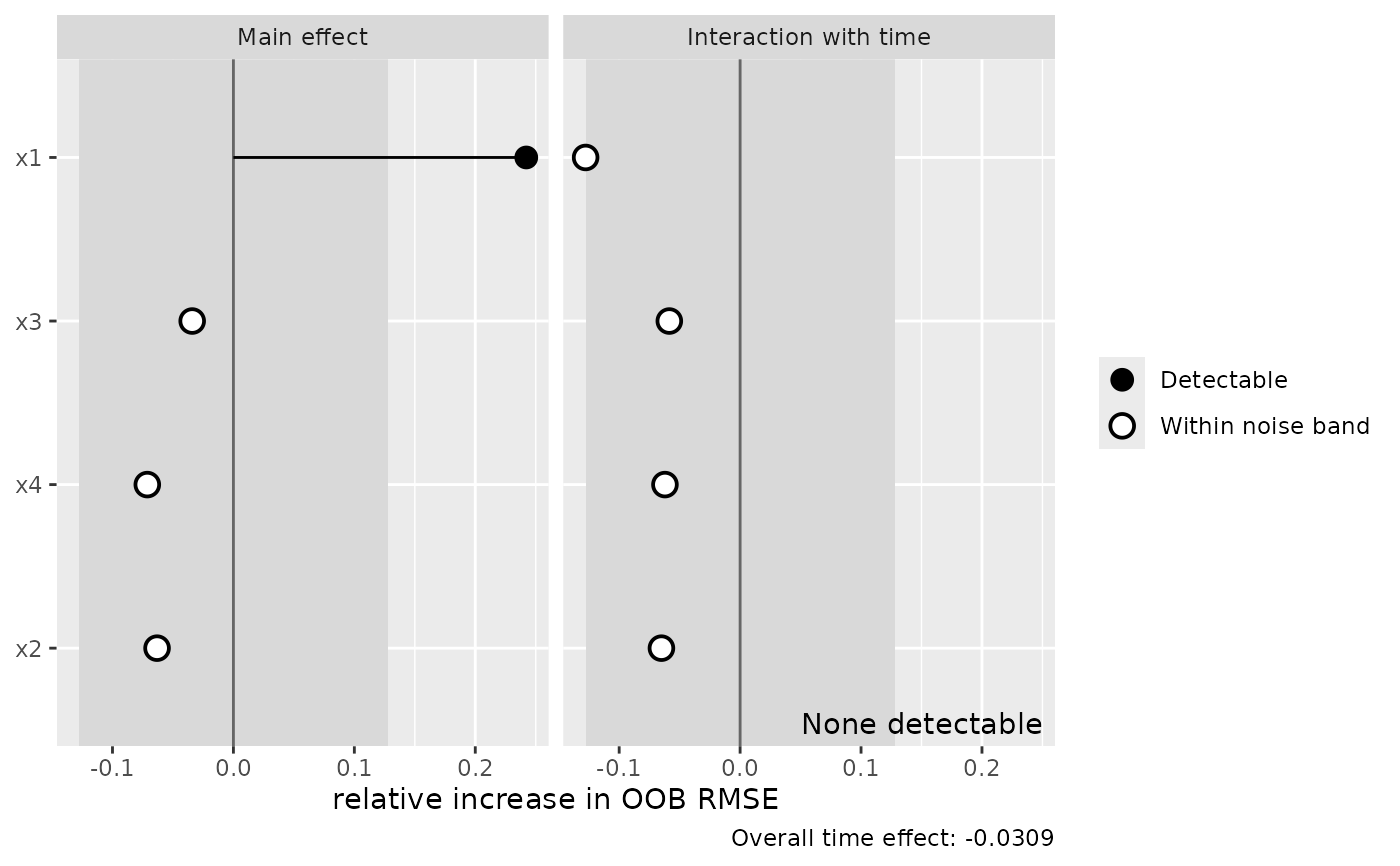 Main effect
Interaction with time
x1
x3
x4
x2
Detectable
Within noise band
None detectable
-0.1 0.0 0.1 0.2
-0.1 0.0 0.1 0.2
relative increase in OOB RMSE
Overall time effect: -0.0309